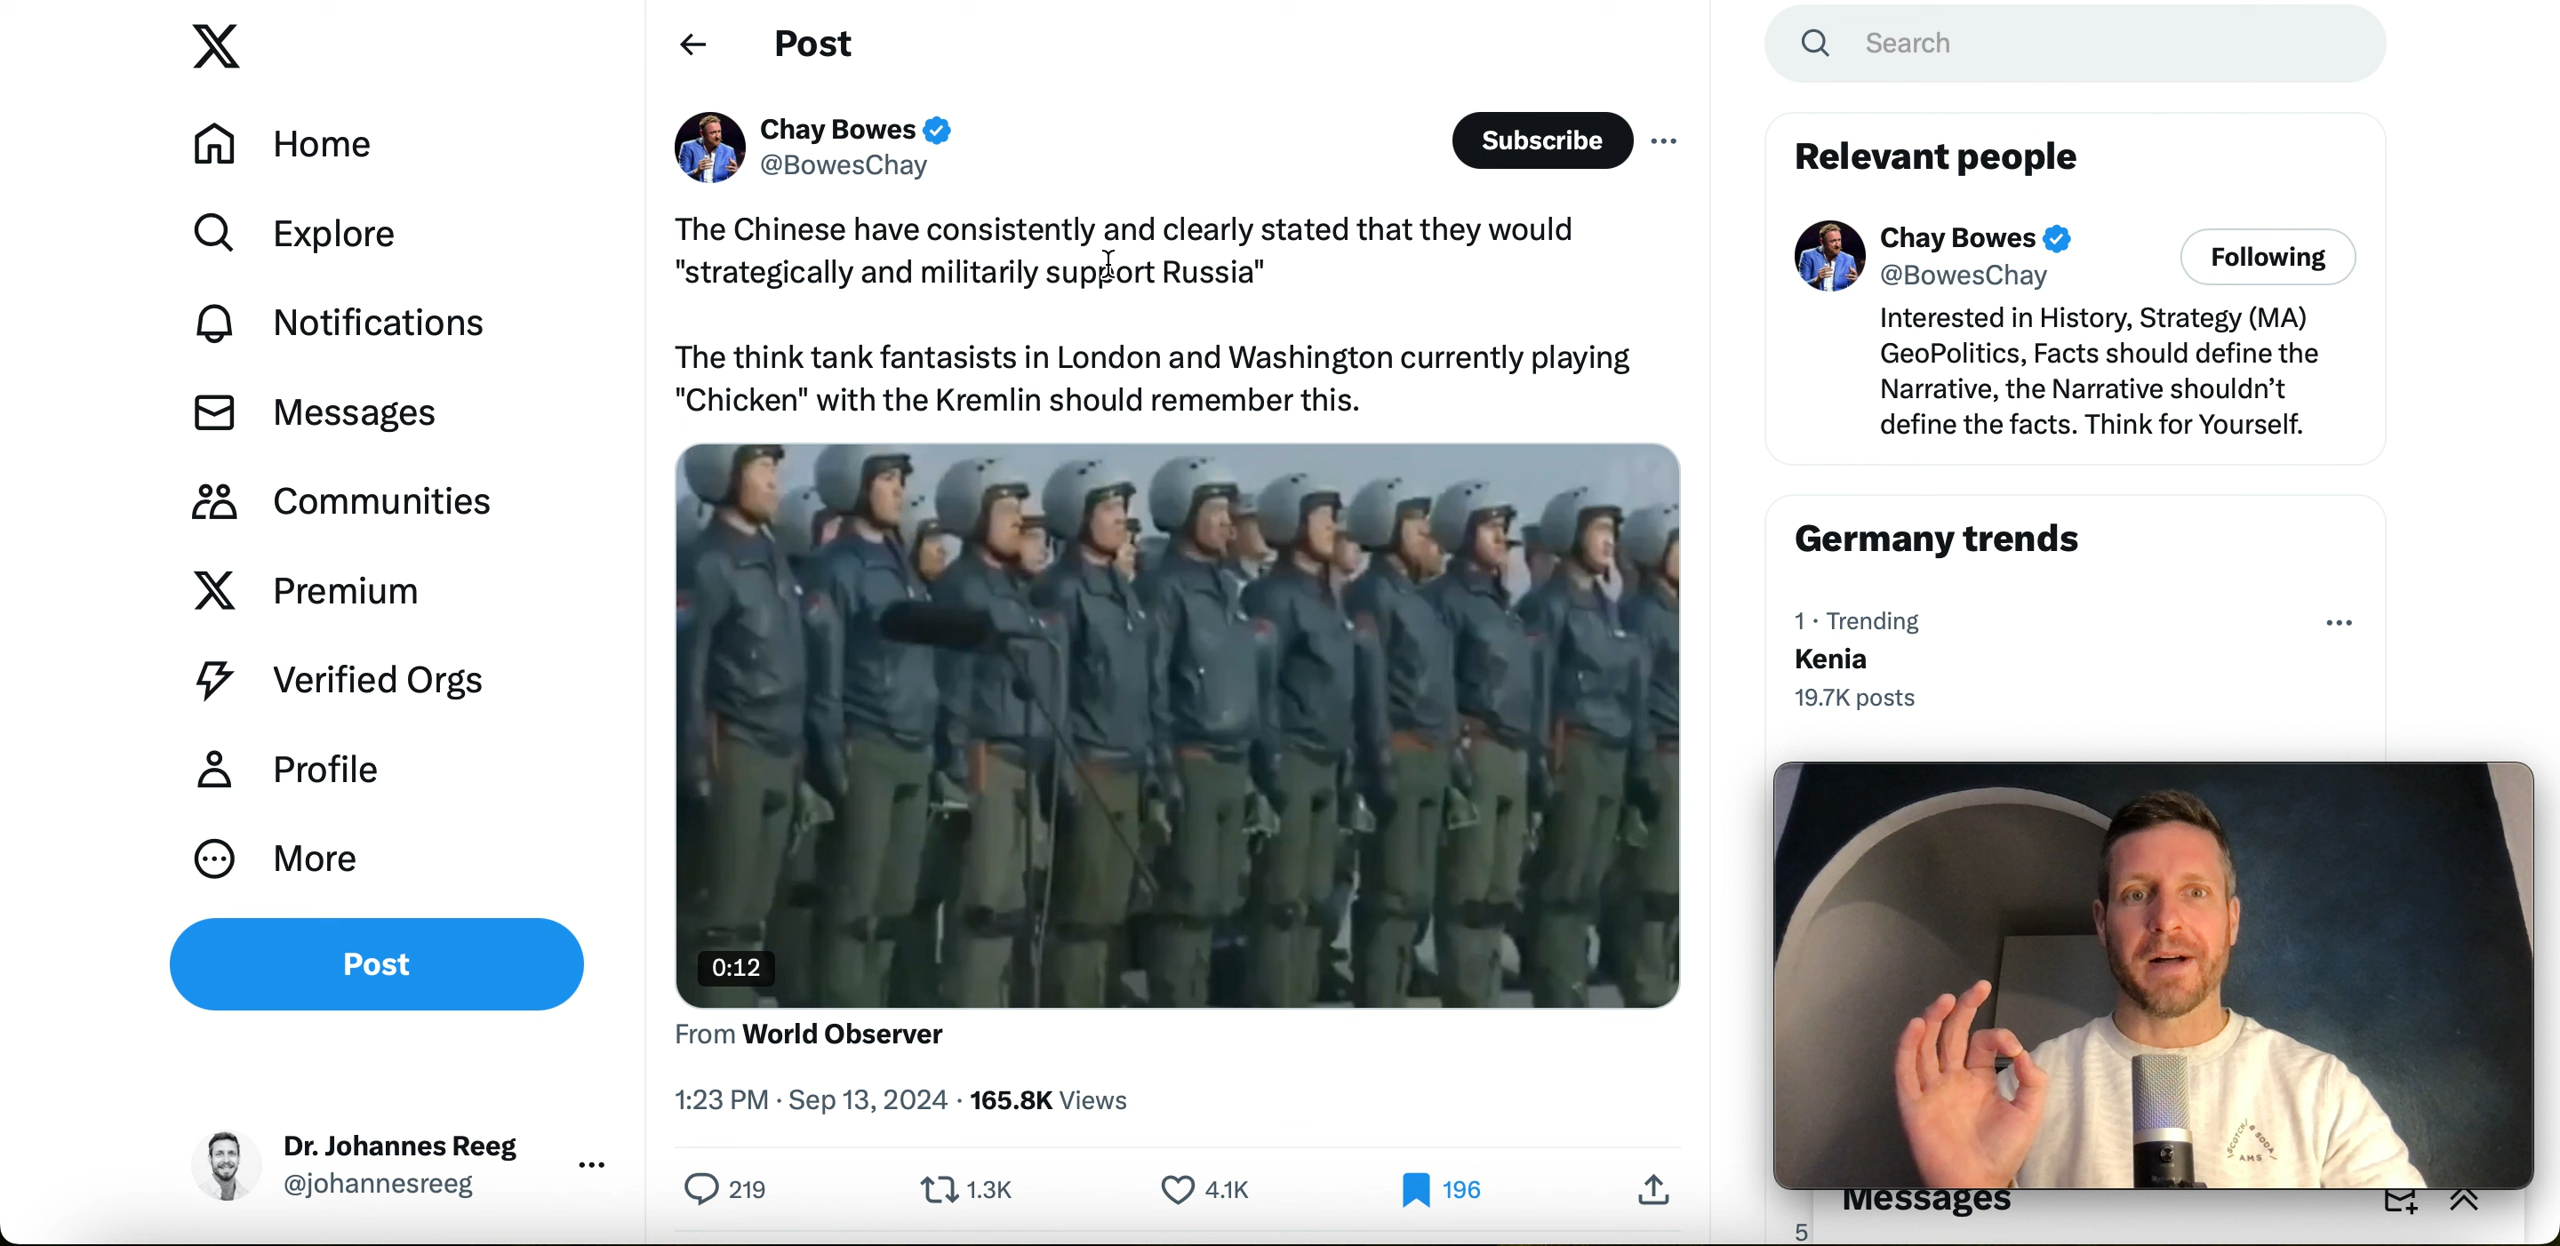 Home
Explore
Notifications
Messages
Communities
Premium
Verified Orgs
Profile
More
Post
Dr. Johannes Reeg
@johannesreeg
Post
Chay Bowes
@BowesChay
Subscribe
The Chinese have consistently and clearly stated that they would
"strategically and militarily support Russia"
The think tank fantasists in London and Washington currently playing
"Chicken" with the Kremlin should remember this.
0:12
From World Observer
1:23 PM · Sep 13, 2024 · 165.8K Views
219
1.3K
4.1K
196
Search
Relevant people
Chay Bowes
@BowesChay
Following
Interested in History, Strategy (MA)
GeoPolitics, Facts should define the
Narrative, the Narrative shouldn’t
define the facts. Think for Yourself.
Germany trends
1 · Trending
Kenia
19.7K posts
SCOTCH & SODA
AMS
Messages
5